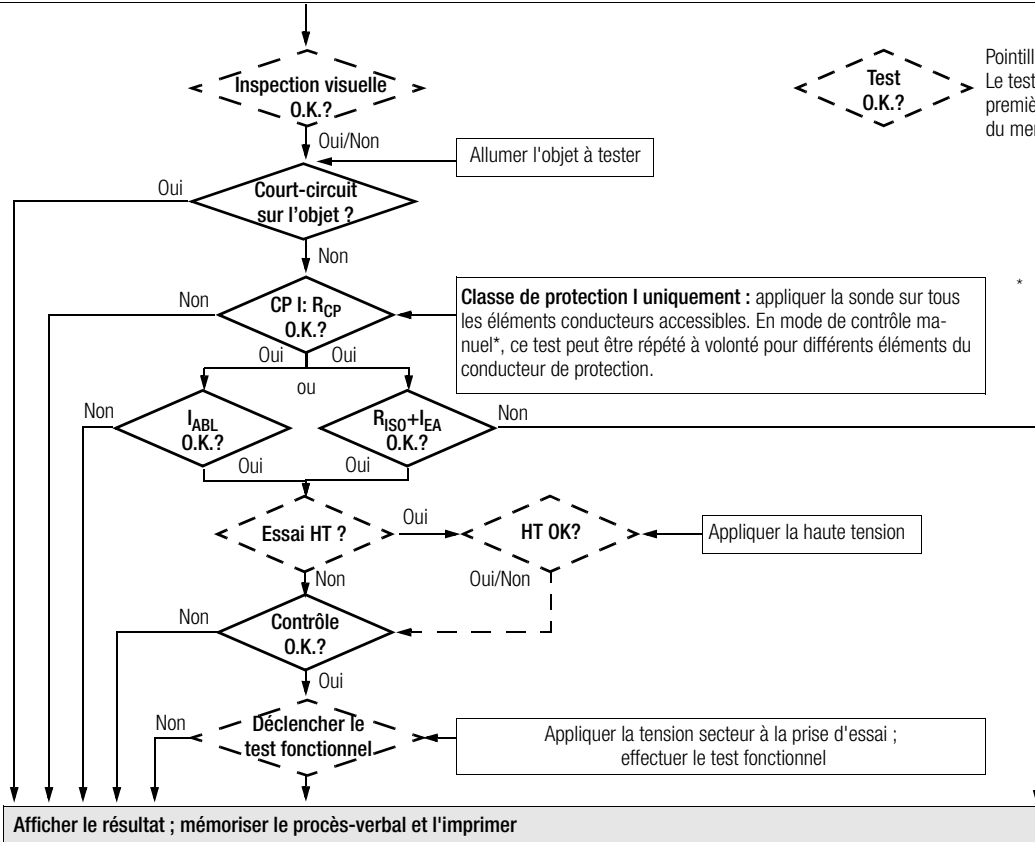 Inspection visuelle
O.K.?
Test
O.K.?
Pointill
Le test
premiè
du me
Oui/Non
Allumer l'objet à tester
Oui
Court-circuit
sur l'objet ?
Non
Non
CP I: RCP
O.K.?
Classe de protection I uniquement : appliquer la sonde sur tous
les éléments conducteurs accessibles. En mode de contrôle ma-
nuel*, ce test peut être répété à volonté pour différents éléments du
conducteur de protection.
*
Oui Oui
ou
Non
IABL
O.K.?
RISO+IEA
O.K.?
Non
Oui
Oui
Essai HT ?
Oui
HT OK?
Appliquer la haute tension
Non
Oui/Non
Non
Contrôle
O.K.?
Oui
Non
Déclencher le
test fonctionnel
Appliquer la tension secteur à la prise d'essai ;
effectuer le test fonctionnel
Afficher le résultat ; mémoriser le procès-verbal et l'imprimer